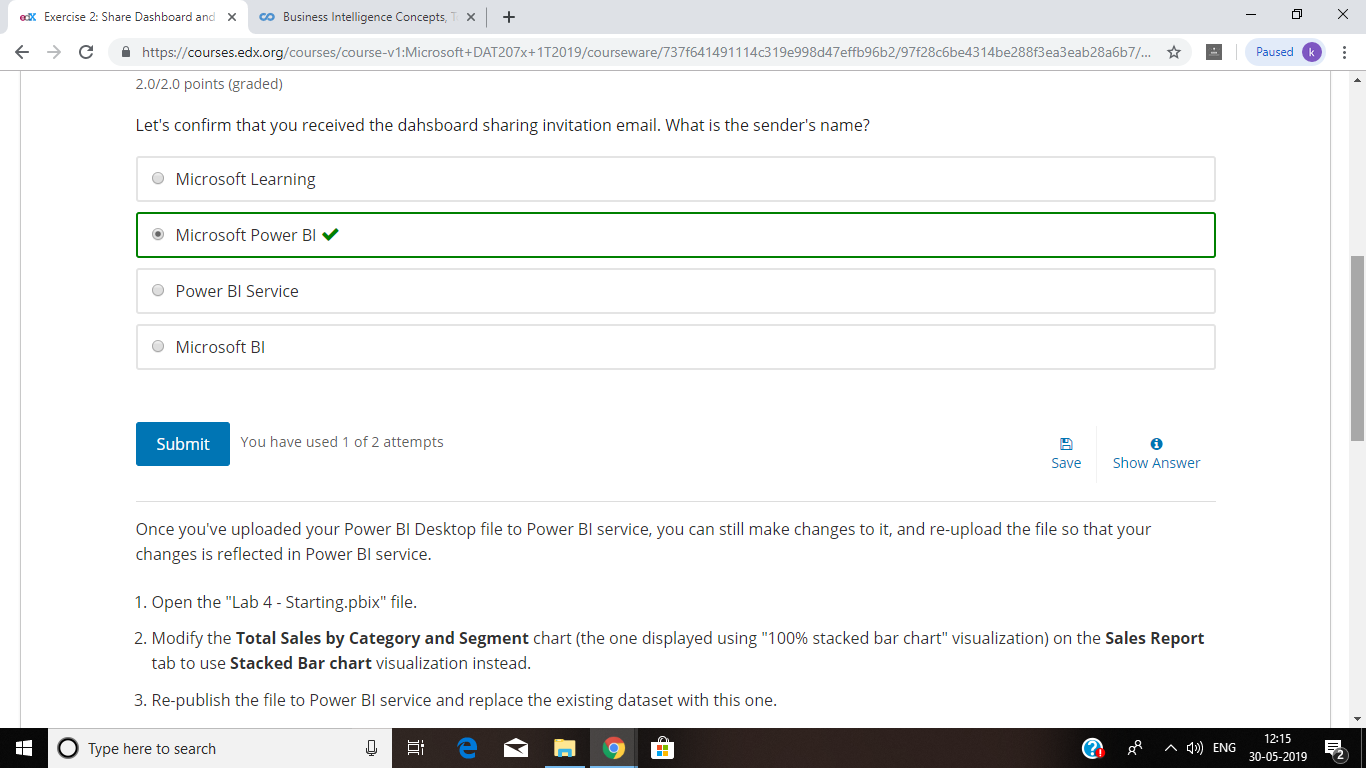 edX Exercise 2: Share Dashboard and
Business Intelligence Concepts, T
https://courses.edx.org/courses/course-v1:Microsoft+DAT207x+1T2019/courseware/737f641491114c319e998d47effb96b2/97f28c6be4314be288f3ea3eab28a6b7/...
Paused k
2.0/2.0 points (graded)
Let's confirm that you received the dahsboard sharing invitation email. What is the sender's name?
Microsoft Learning
Microsoft Power BI
Power BI Service
Microsoft BI
Submit
You have used 1 of 2 attempts
Save
Show Answer
Once you've uploaded your Power BI Desktop file to Power BI service, you can still make changes to it, and re-upload the file so that your
changes is reflected in Power BI service.
1. Open the "Lab 4 - Starting.pbix" file.
2. Modify the Total Sales by Category and Segment chart (the one displayed using "100% stacked bar chart" visualization) on the Sales Report
tab to use Stacked Bar chart visualization instead.
3. Re-publish the file to Power BI service and replace the existing dataset with this one.
Type here to search
ENG
12:15
30-05-2019
2